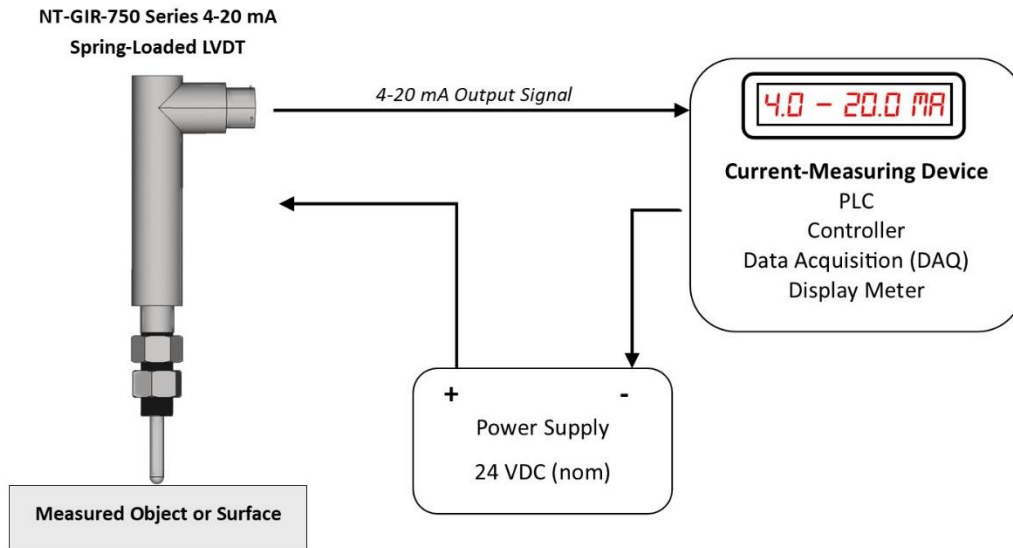 NT-GIR-750 Series 4-20 mA
Spring-Loaded LVDT
4-20 mA Output Signal
4.0 - 20.0 MA
Current-Measuring Device
PLC
Controller
Data Acquisition (DAQ)
Display Meter
+ -
Power Supply
24 VDC (nom)
Measured Object or Surface